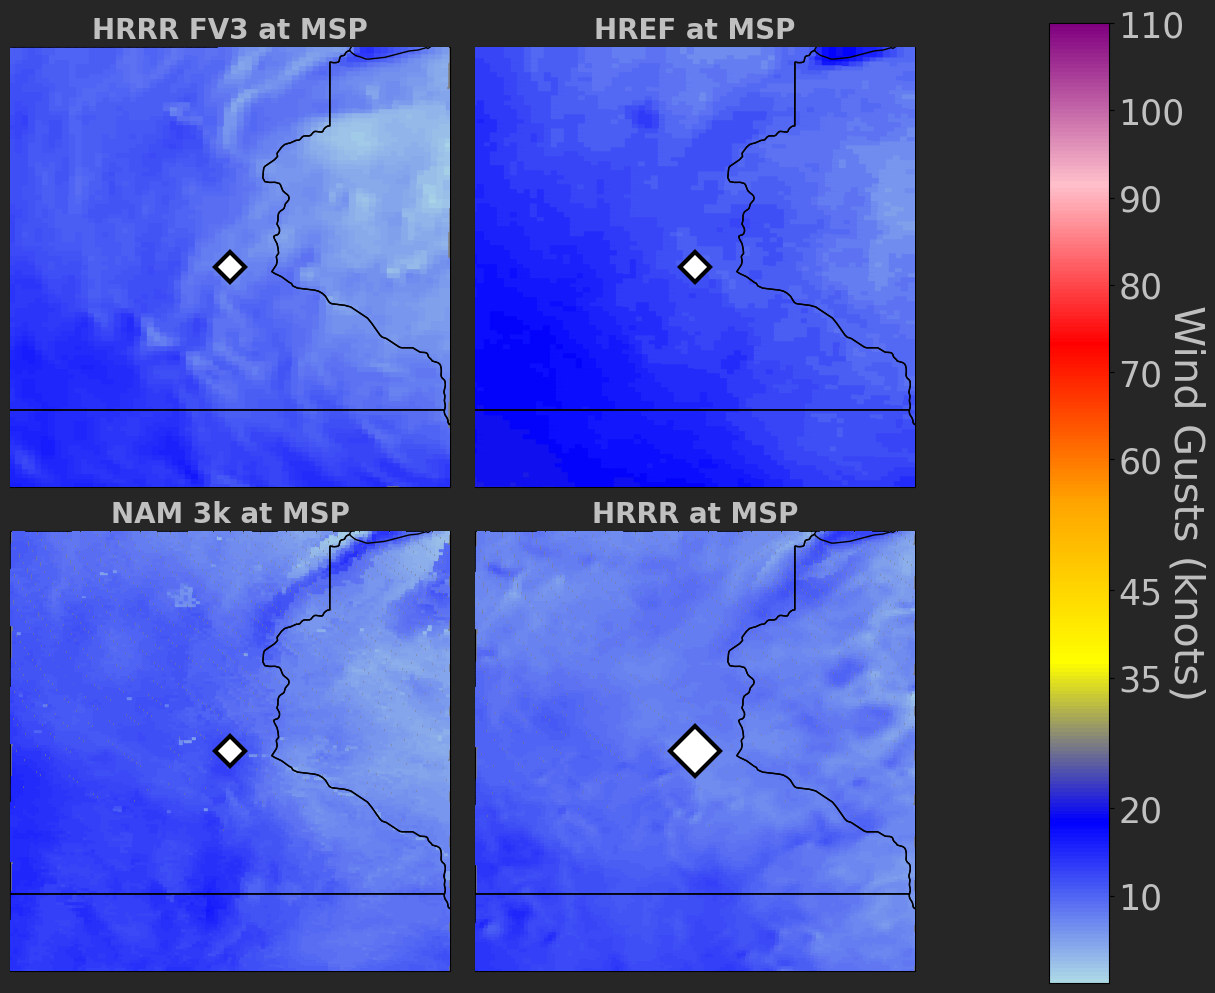 HRRR FV3 at MSP
HREF at MSP
NAM 3k at MSP
HRRR at MSP
110
100
90
80
70
60
45
35
20
10
Wind Gusts (knots)